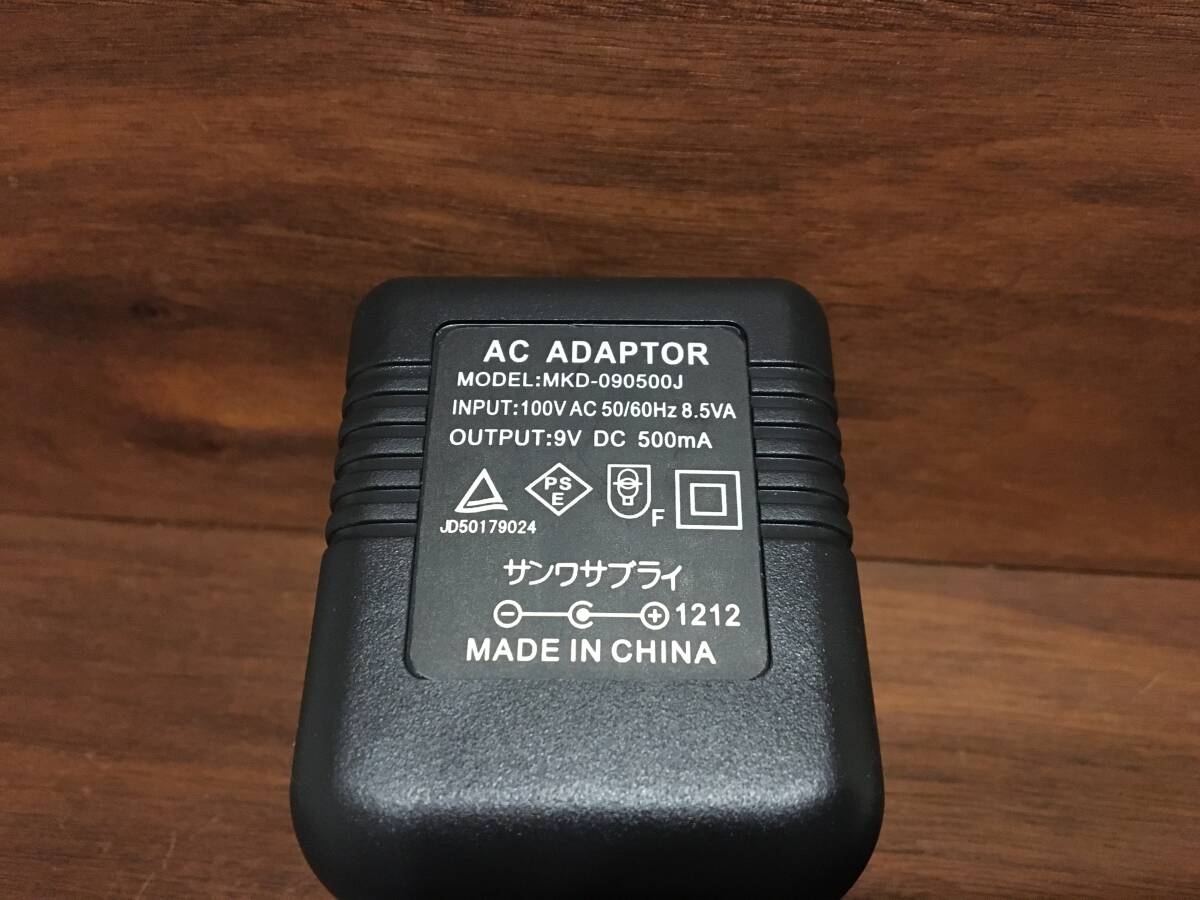 AC ADAPTOR
MODEL:MKD-090500J
INPUT:100V AC 50/60Hz 8.5VA
OUTPUT:9V DC 500mA
PS
E
F
JD50179024
サンワサプライ
1212
MADE IN CHINA